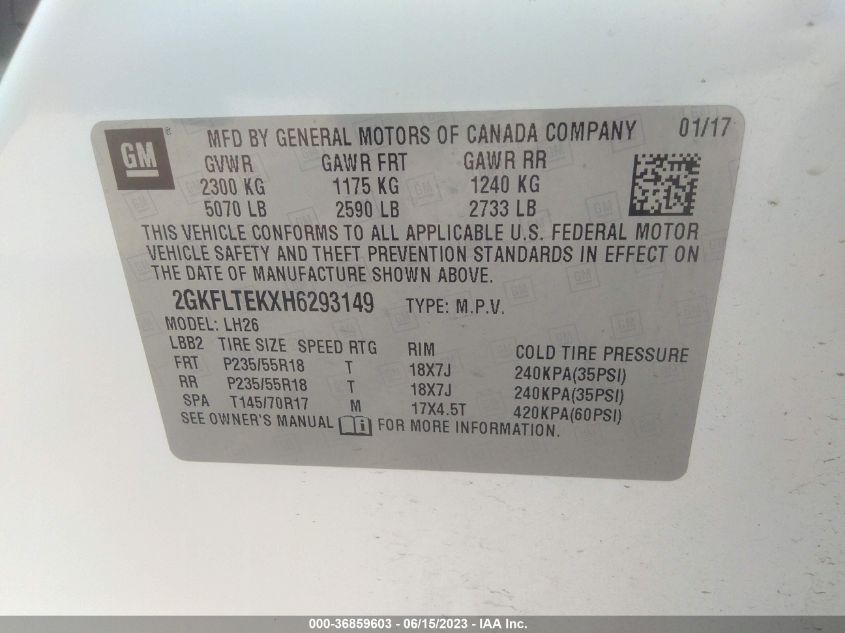 GM ® MFD BY GENERAL MOTORS OF CANADA COMPANY 01/17
GVWR GAWR FRT GAWR RR
2300 KG 1175 KG 1240 KG
5070 LB 2590 LB 2733 LB
THIS VEHICLE CONFORMS TO ALL APPLICABLE U.S. FEDERAL MOTOR
VEHICLE SAFETY AND THEFT PREVENTION STANDARDS IN EFFECT ON
THE DATE OF MANUFACTURE SHOWN ABOVE.
2GKFLTEKXH6293149 TYPE: M.P.V.
MODEL: LH26
LBB2 TIRE SIZE SPEED RTG RIM COLD TIRE PRESSURE
FRT P235/55R18 T 18X7J 240KPA(35PSI)
RR P235/55R18 T 18X7J 240KPA(35PSI)
SPA T145/70R17 M 17X4.5T 420KPA(60PSI)
SEE OWNER'S MANUAL FOR MORE INFORMATION.
000-36859603 - 06/15/2023 - IAA Inc.